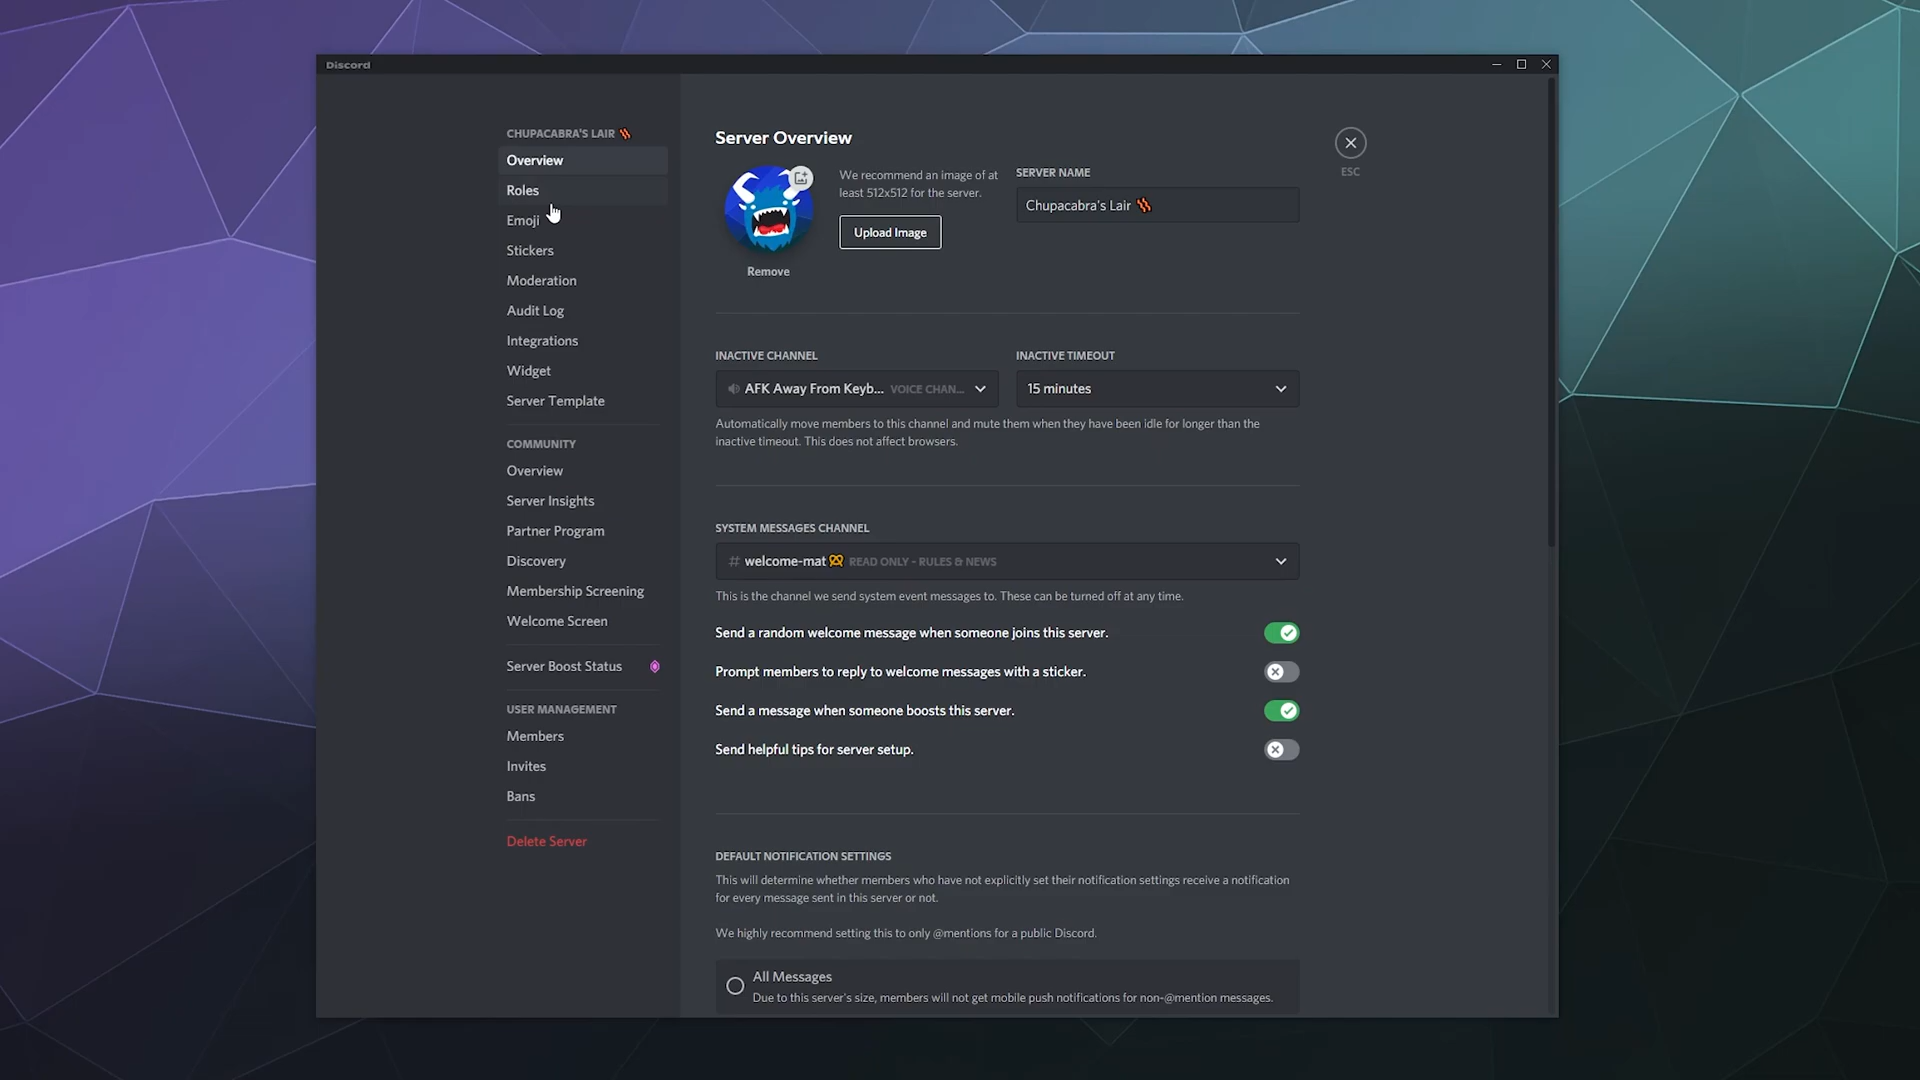 Discord
CHUPACABRA'S LAIR
Overview
Roles
Emoji
Stickers
Moderation
Audit Log
Integrations
Widget
Server Template
COMMUNITY
Overview
Server Insights
Partner Program
Discovery
Membership Screening
Welcome Screen
Server Boost Status
USER MANAGEMENT
Members
Invites
Bans
Delete Server
Server Overview
We recommend an image of at
least 512x512 for the server.
Upload Image
Remove
SERVER NAME
Chupacabra's Lair
ESC
INACTIVE CHANNEL
AFK Away From Keyb... VOICE CHAN...
INACTIVE TIMEOUT
15 minutes
Automatically move members to this channel and mute them when they have been idle for longer than the
inactive timeout. This does not affect browsers.
SYSTEM MESSAGES CHANNEL
# welcome-mat READ ONLY - RULES & NEWS
This is the channel we send system event messages to. These can be turned off at any time.
Send a random welcome message when someone joins this server.
Prompt members to reply to welcome messages with a sticker.
Send a message when someone boosts this server.
Send helpful tips for server setup.
DEFAULT NOTIFICATION SETTINGS
This will determine whether members who have not explicitly set their notification settings receive a notification
for every message sent in this server or not.
We highly recommend setting this to only @mentions for a public Discord.
All Messages
Due to this server's size, members will not get mobile push notifications for non-@mention messages.